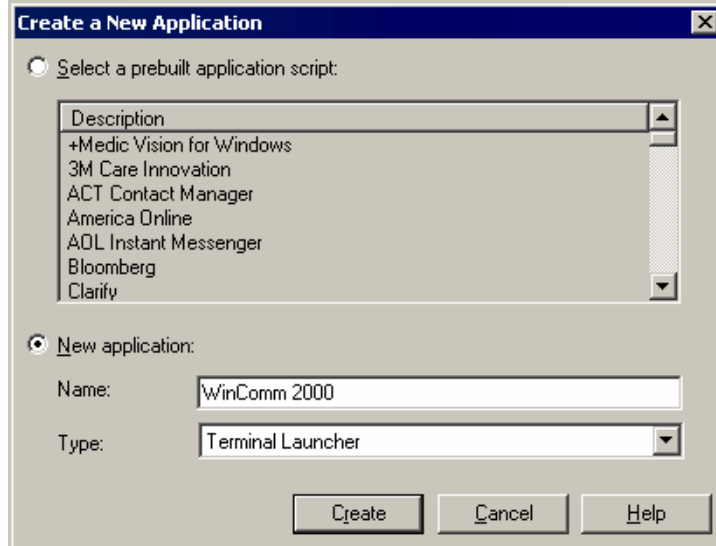 Create a New Application
Select a prebuilt application script:
Description
+Medic Vision for Windows
3M Care Innovation
ACT Contact Manager
America Online
AOL Instant Messenger
Bloomberg
Clarify
New application:
Name: WinComm 2000
Type: Terminal Launcher
Create Cancel Help